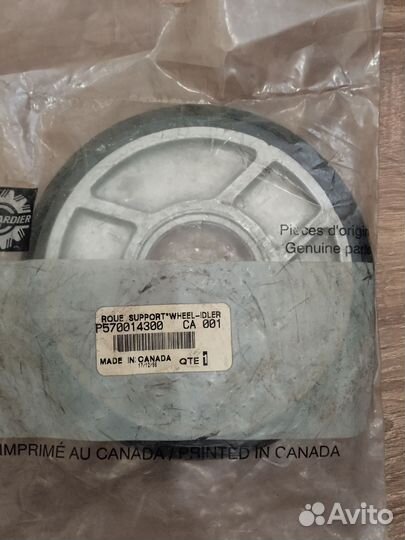 ARDIER
Pièces d'origi
Genuine par
ROUE SUPPORT*WHEEL-IDLER
P570014300 CA 001
MADE IN CANADA QTE 1
IMPRIMÉ AU CANADA / PRINTED IN CANADA
Avito